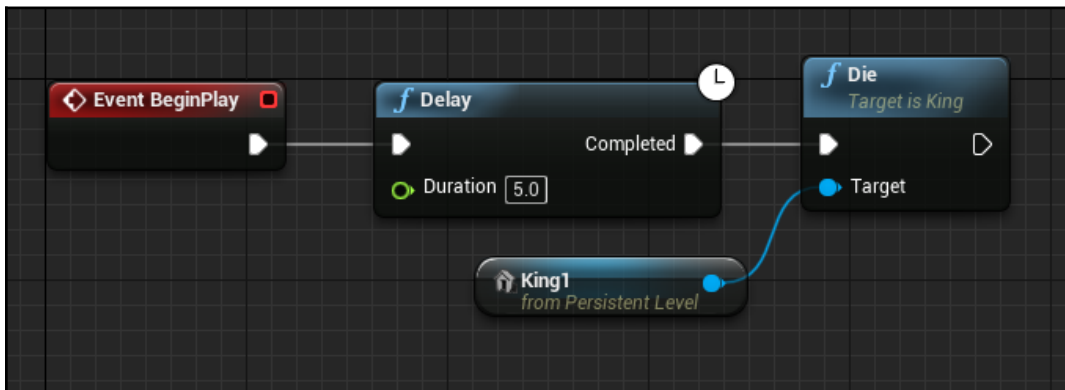 Event BeginPlay
Delay
Completed
Duration 5.0
Die
Target is King
Target
King1
from Persistent Level